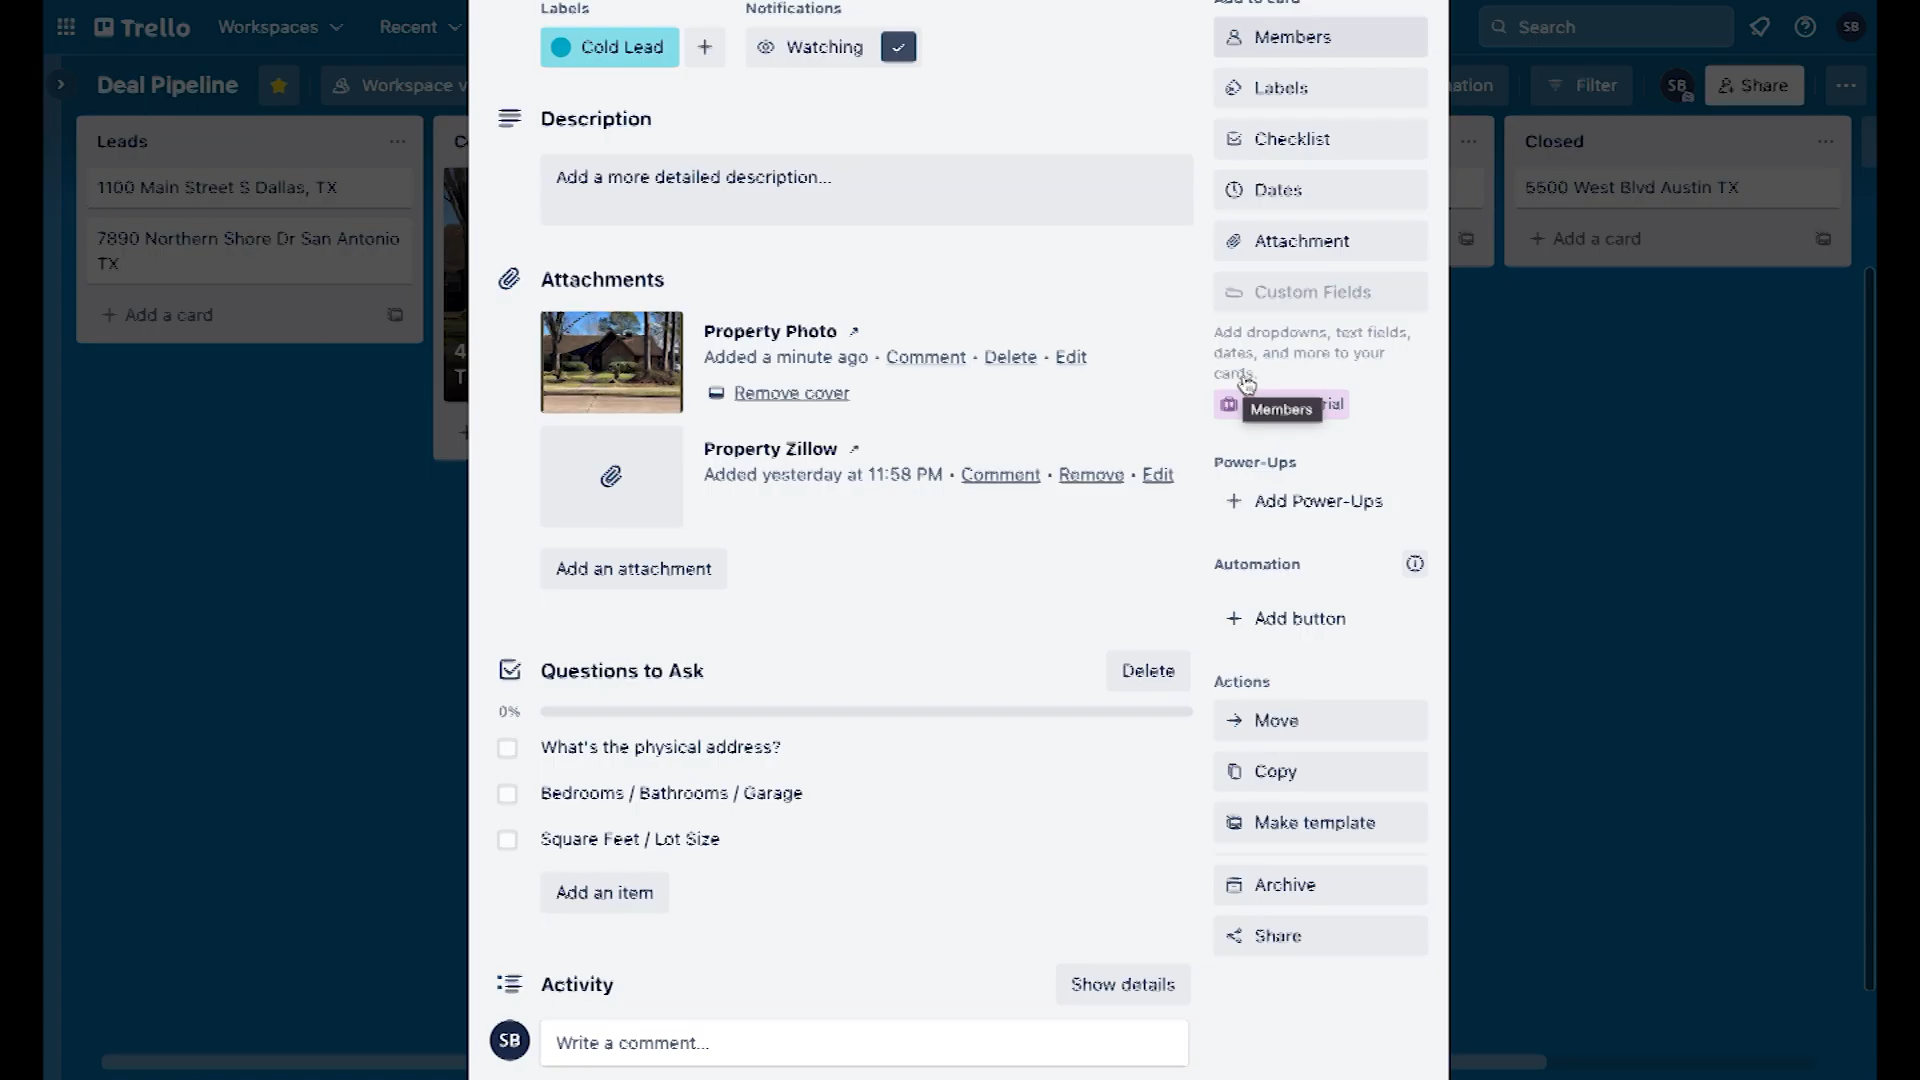 Trello
Workspaces
Recent
Search
SB
Deal Pipeline
Workspace v
ation
Filter
SB
Share
Leads
1100 Main Street S Dallas, TX
7890 Northern Shore Dr San Antonio
TX
+ Add a card
C
4
T
Closed
5500 West Blvd Austin TX
+ Add a card
Labels
Notifications
Cold Lead
+
Watching
Description
Add a more detailed description...
Attachments
Property Photo ↗
Added a minute ago • Comment • Delete • Edit
Remove cover
Property Zillow ↗
Added yesterday at 11:58 PM • Comment • Remove • Edit
Add an attachment
Questions to Ask
Delete
0%
What's the physical address?
Bedrooms / Bathrooms / Garage
Square Feet / Lot Size
Add an item
Activity
Show details
SB
Write a comment...
Add to card
Members
Labels
Checklist
Dates
Attachment
Custom Fields
Add dropdowns, text fields,
dates, and more to your
cards.
Members
rial
Power-Ups
+ Add Power-Ups
Automation
+ Add button
Actions
→ Move
Copy
Make template
Archive
Share